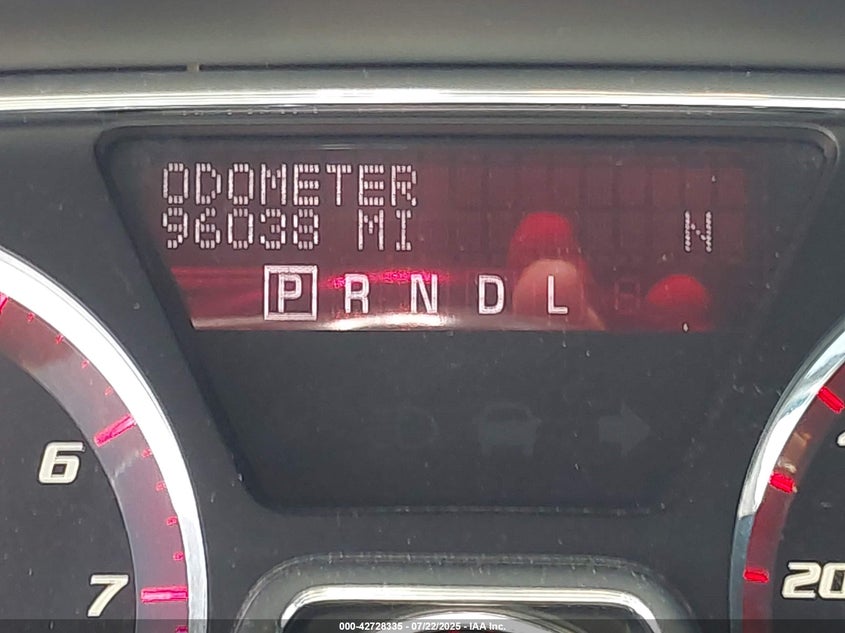 ODOMETER
96038 MI N
P R N D L
6
7
20
000-42728335 - 07/22/2025 - IAA Inc.